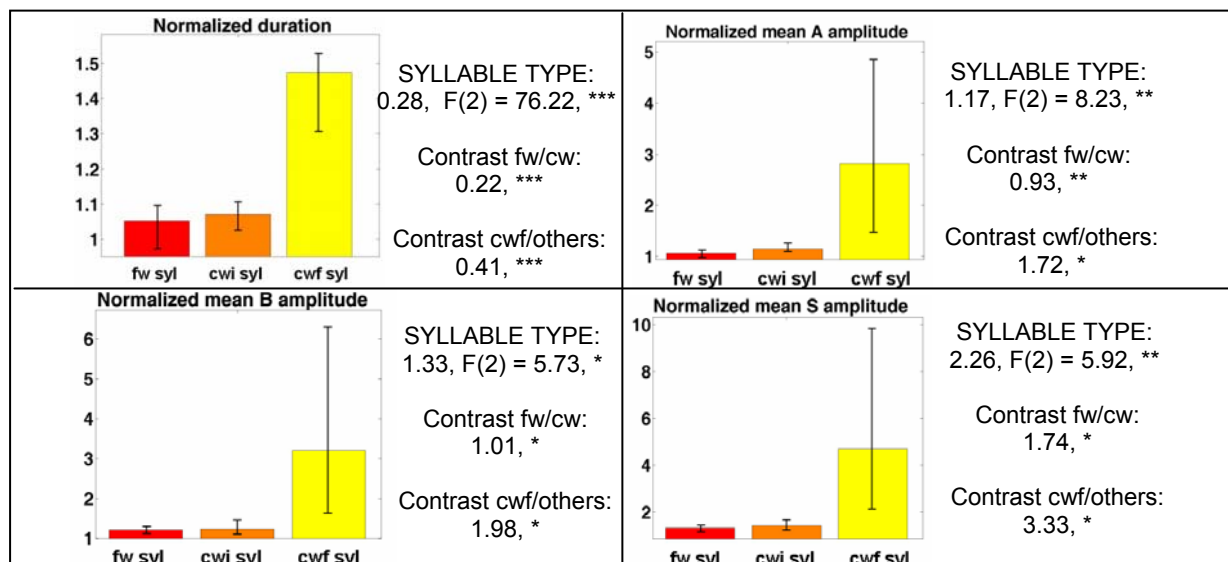 Normalized duration
1.5
1.4
1.3
1.2
1.1
1
fw syl cwi syl cwf syl
SYLLABLE TYPE:
0.28, F(2) = 76.22, ***
Contrast fw/cw:
0.22, ***
Contrast cwf/others:
0.41, ***
Normalized mean A amplitude
5
4
3
2
1
fw syl cwi syl cwf syl
SYLLABLE TYPE:
1.17, F(2) = 8.23, **
Contrast fw/cw:
0.93, **
Contrast cwf/others:
1.72, *
Normalized mean B amplitude
6
5
4
3
2
1
fw syl cwi syl cwf syl
SYLLABLE TYPE:
1.33, F(2) = 5.73, *
Contrast fw/cw:
1.01, *
Contrast cwf/others:
1.98, *
Normalized mean S amplitude
10
8
6
4
2
fw syl cwi syl cwf syl
SYLLABLE TYPE:
2.26, F(2) = 5.92, **
Contrast fw/cw:
1.74, *
Contrast cwf/others:
3.33, *